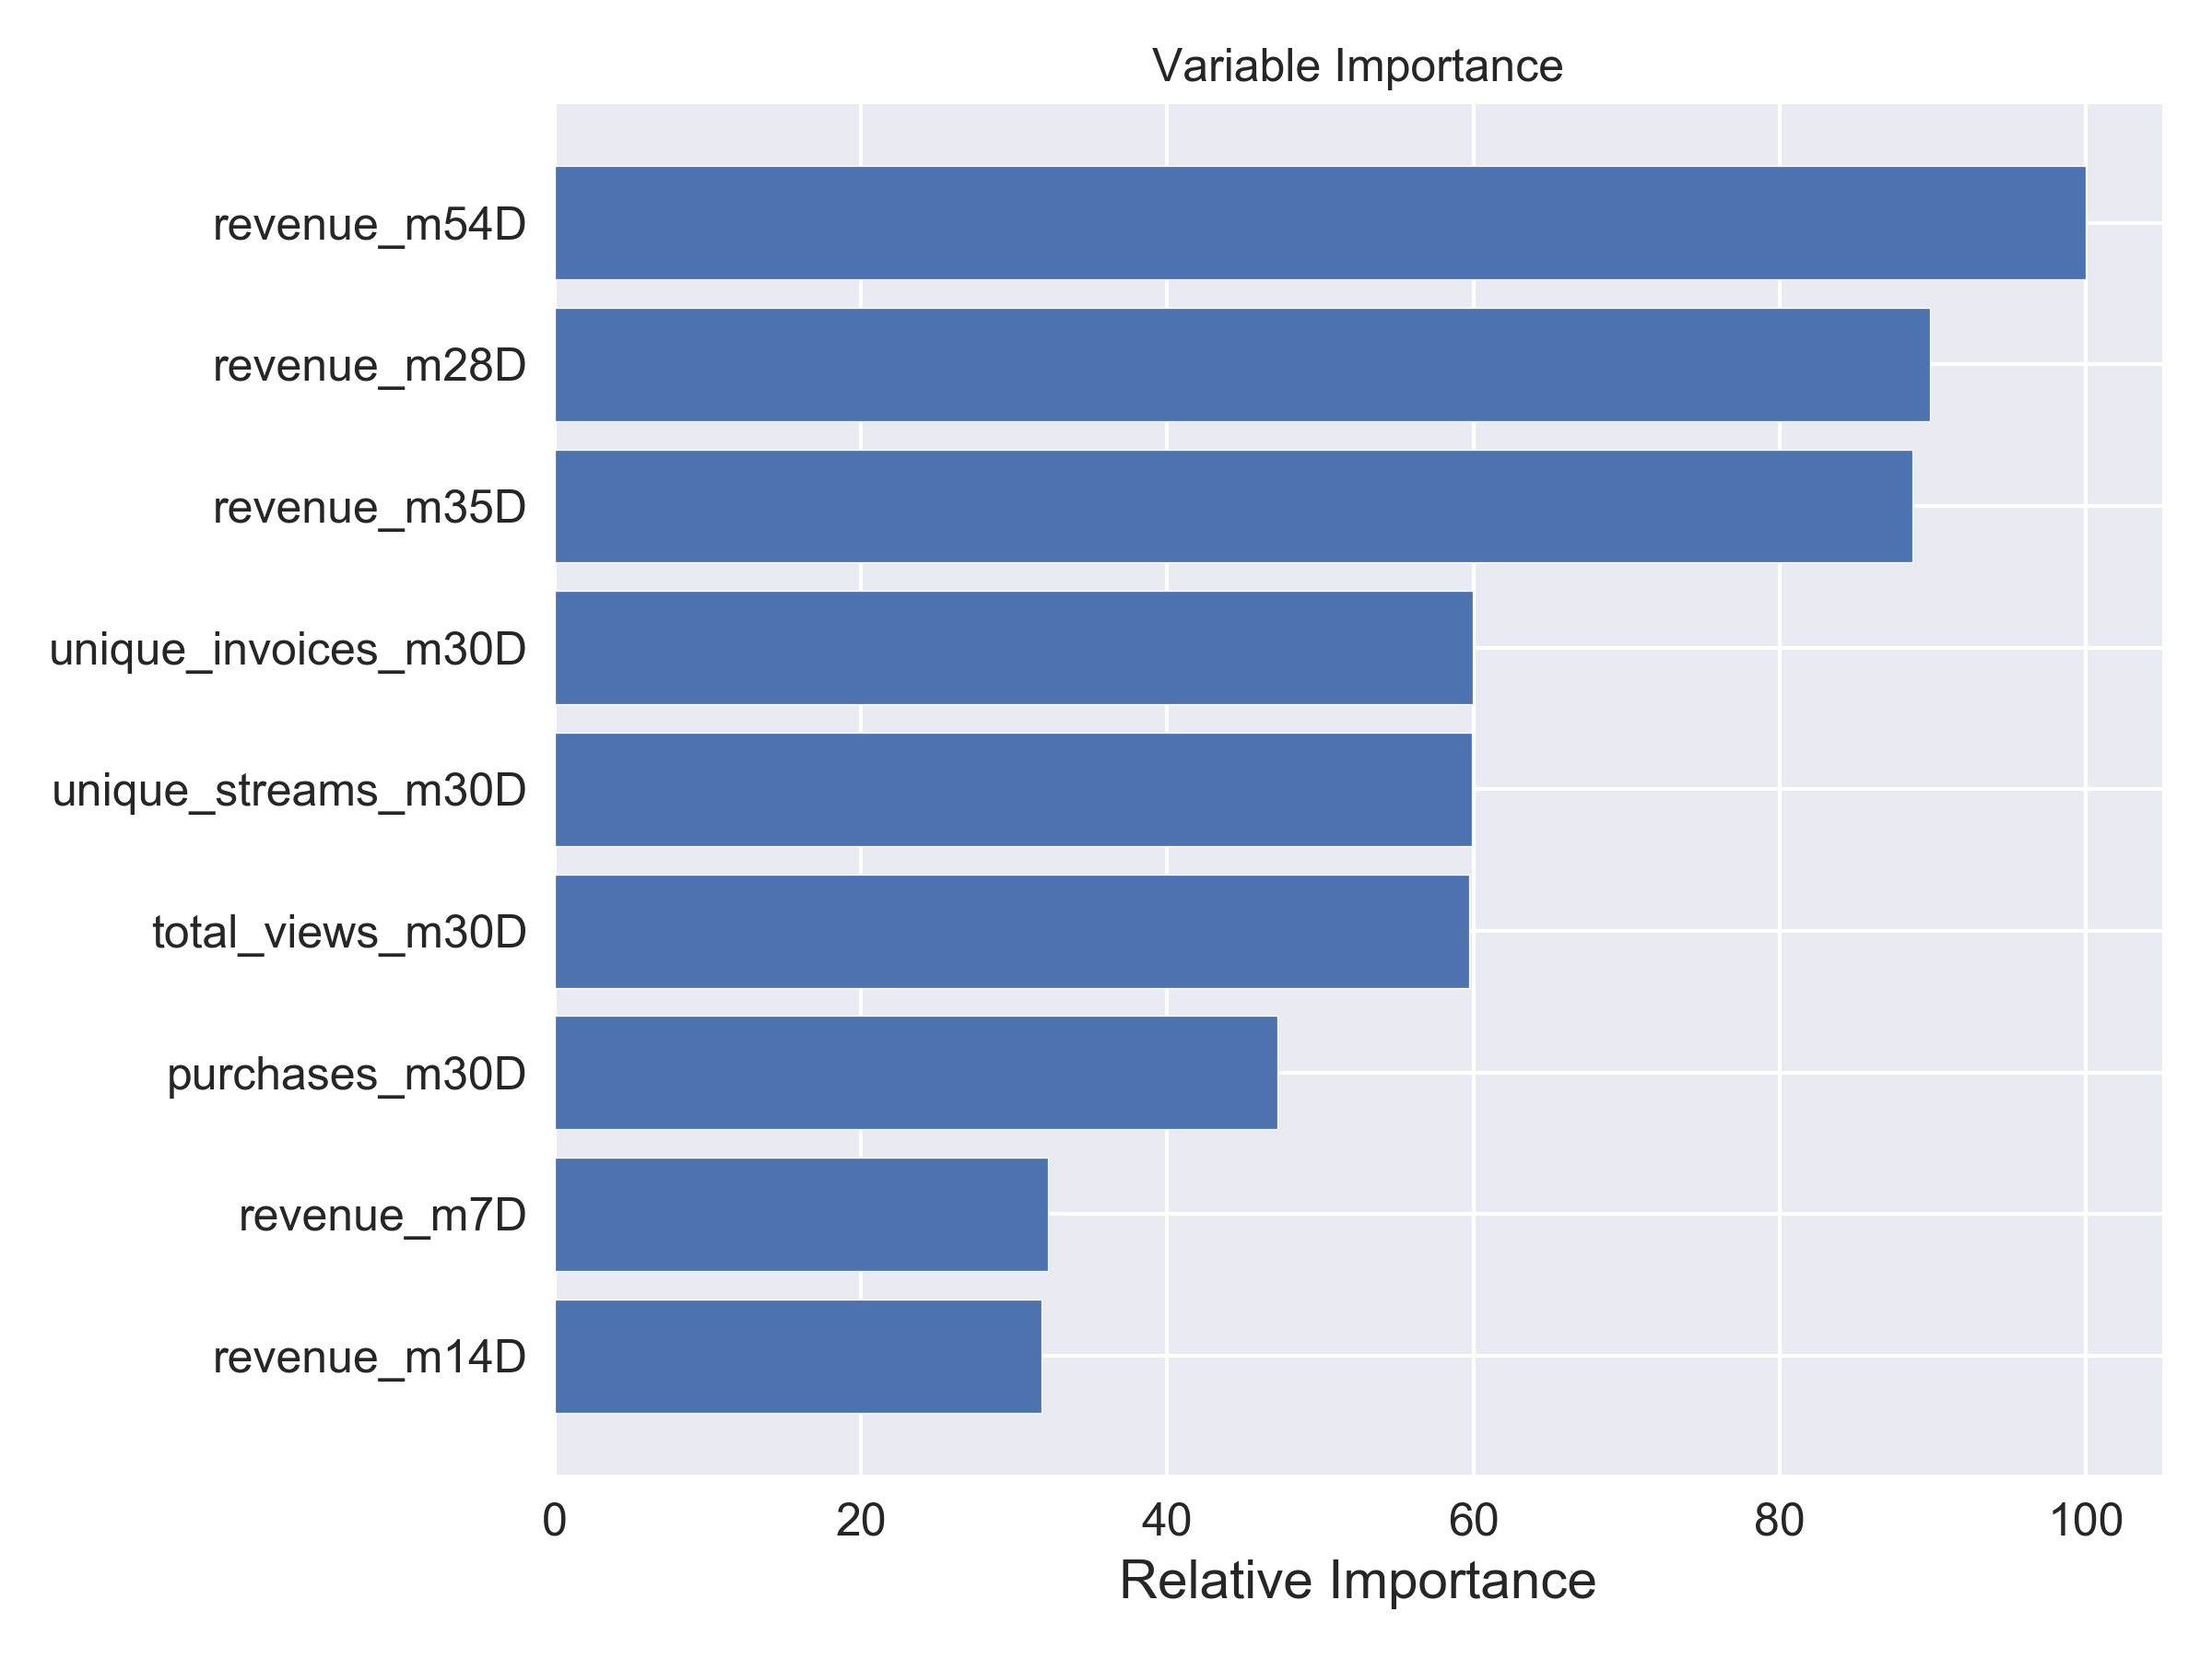 Variable Importance
revenue_m54D
revenue_m28D
revenue_m35D
unique_invoices_m30D
unique_streams_m30D
total_views_m30D
purchases_m30D
revenue_m7D
revenue_m14D
0 20 40 60 80 100
Relative Importance